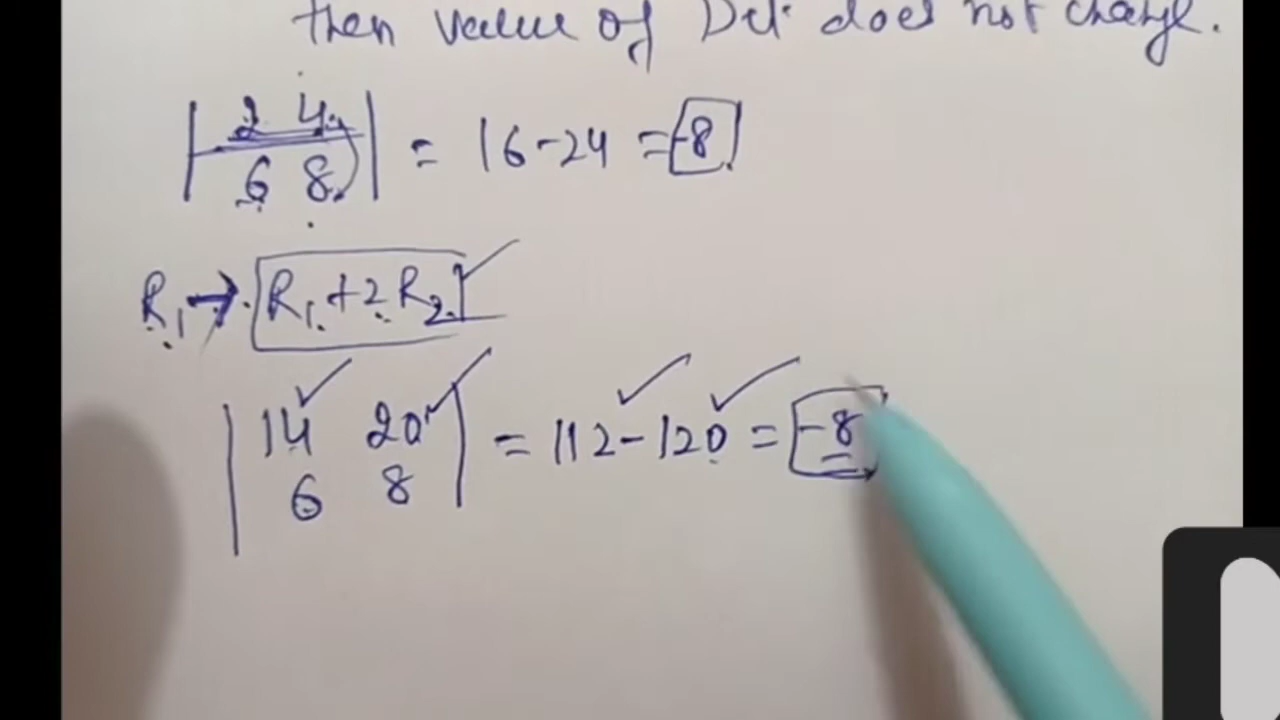 then value of Det. does not change.
| 2 4 | = 16-24 = -8
| 6 8 |
R₁ → R₁ + 2R₂
| 14 20 | = 112 - 120 = -8
| 6 8 |